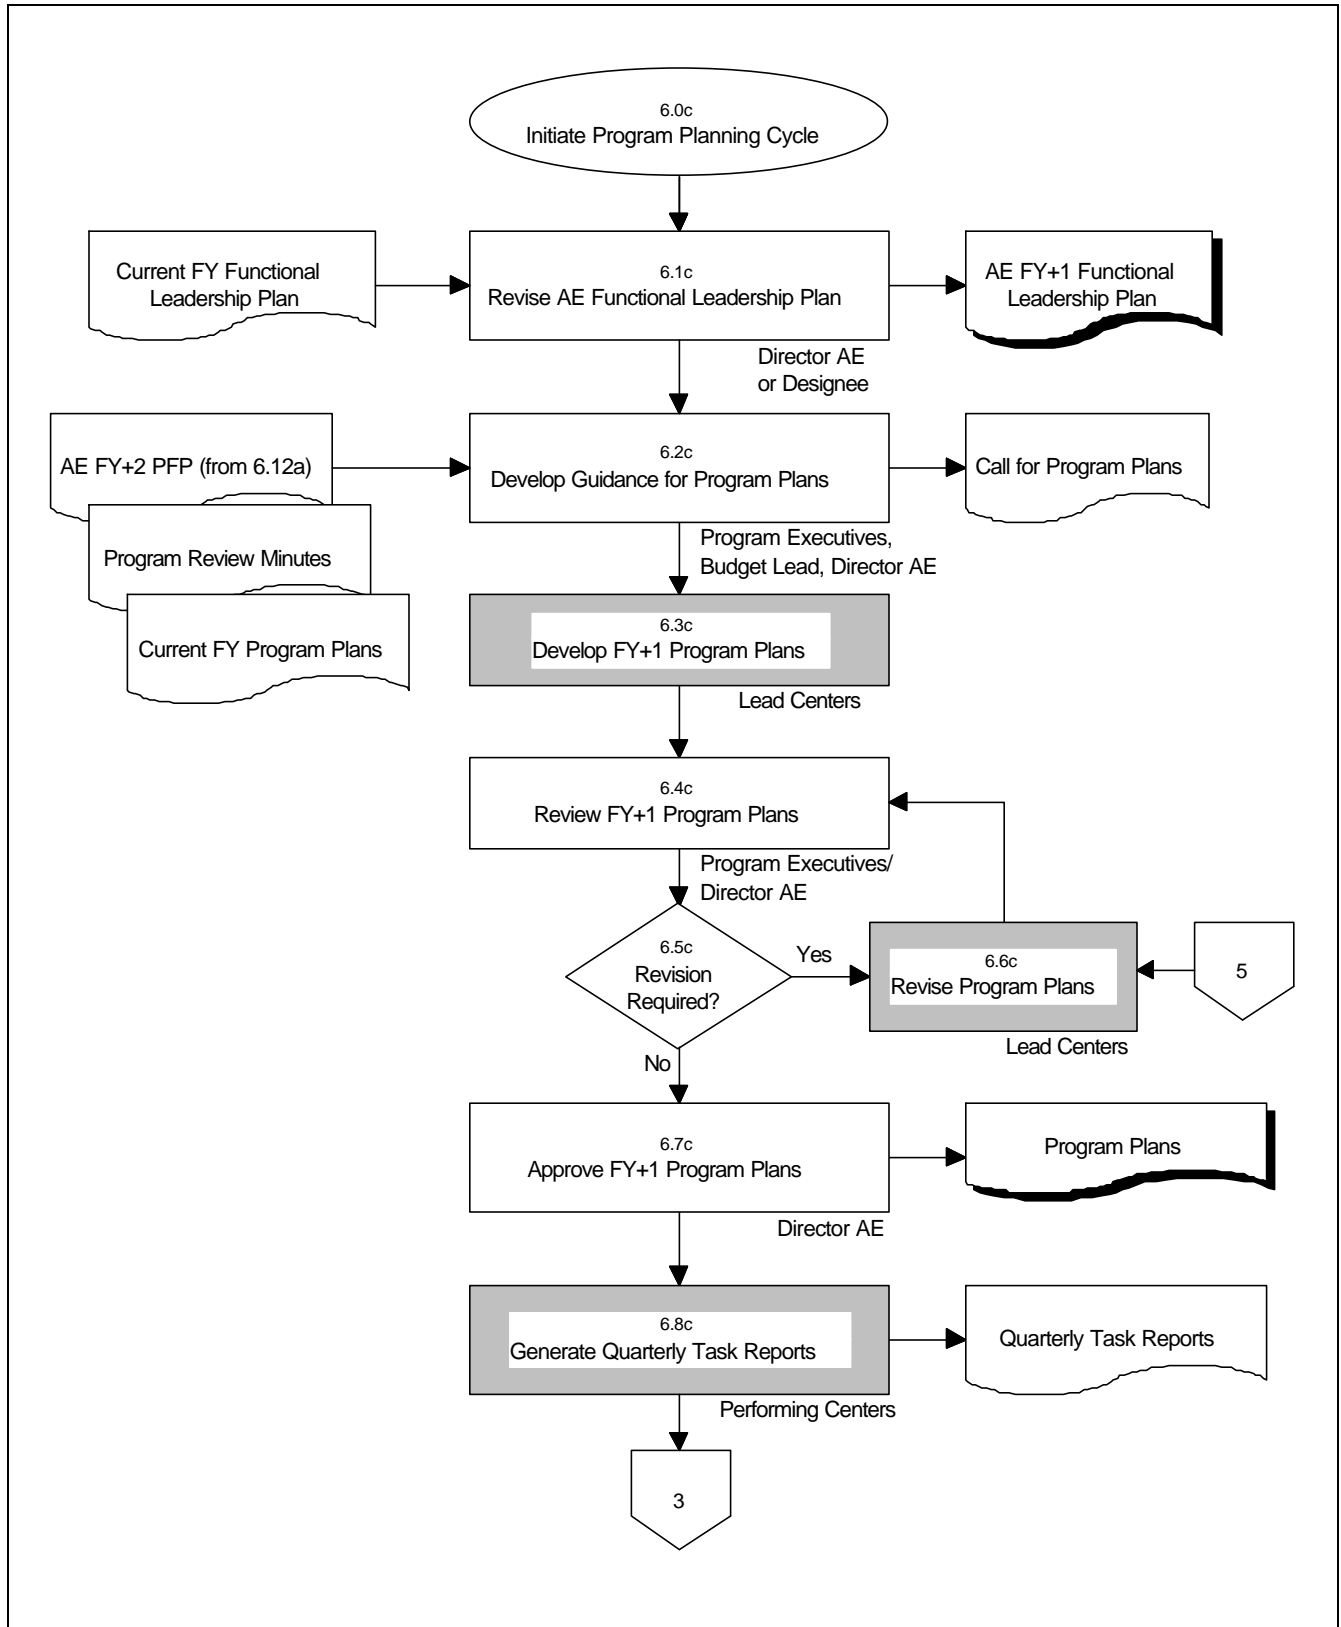 6.0c
Initiate Program Planning Cycle
Current FY Functional
Leadership Plan
6.1c
Revise AE Functional Leadership Plan
AE FY+1 Functional
Leadership Plan
Director AE
or Designee
AE FY+2 PFP (from 6.12a)
Program Review Minutes
Current FY Program Plans
6.2c
Develop Guidance for Program Plans
Call for Program Plans
Program Executives,
Budget Lead, Director AE
6.3c
Develop FY+1 Program Plans
Lead Centers
6.4c
Review FY+1 Program Plans
Program Executives/
Director AE
6.5c
Revision
Required?
Yes
6.6c
Revise Program Plans
5
Lead Centers
No
6.7c
Approve FY+1 Program Plans
Program Plans
Director AE
6.8c
Generate Quarterly Task Reports
Quarterly Task Reports
Performing Centers
3